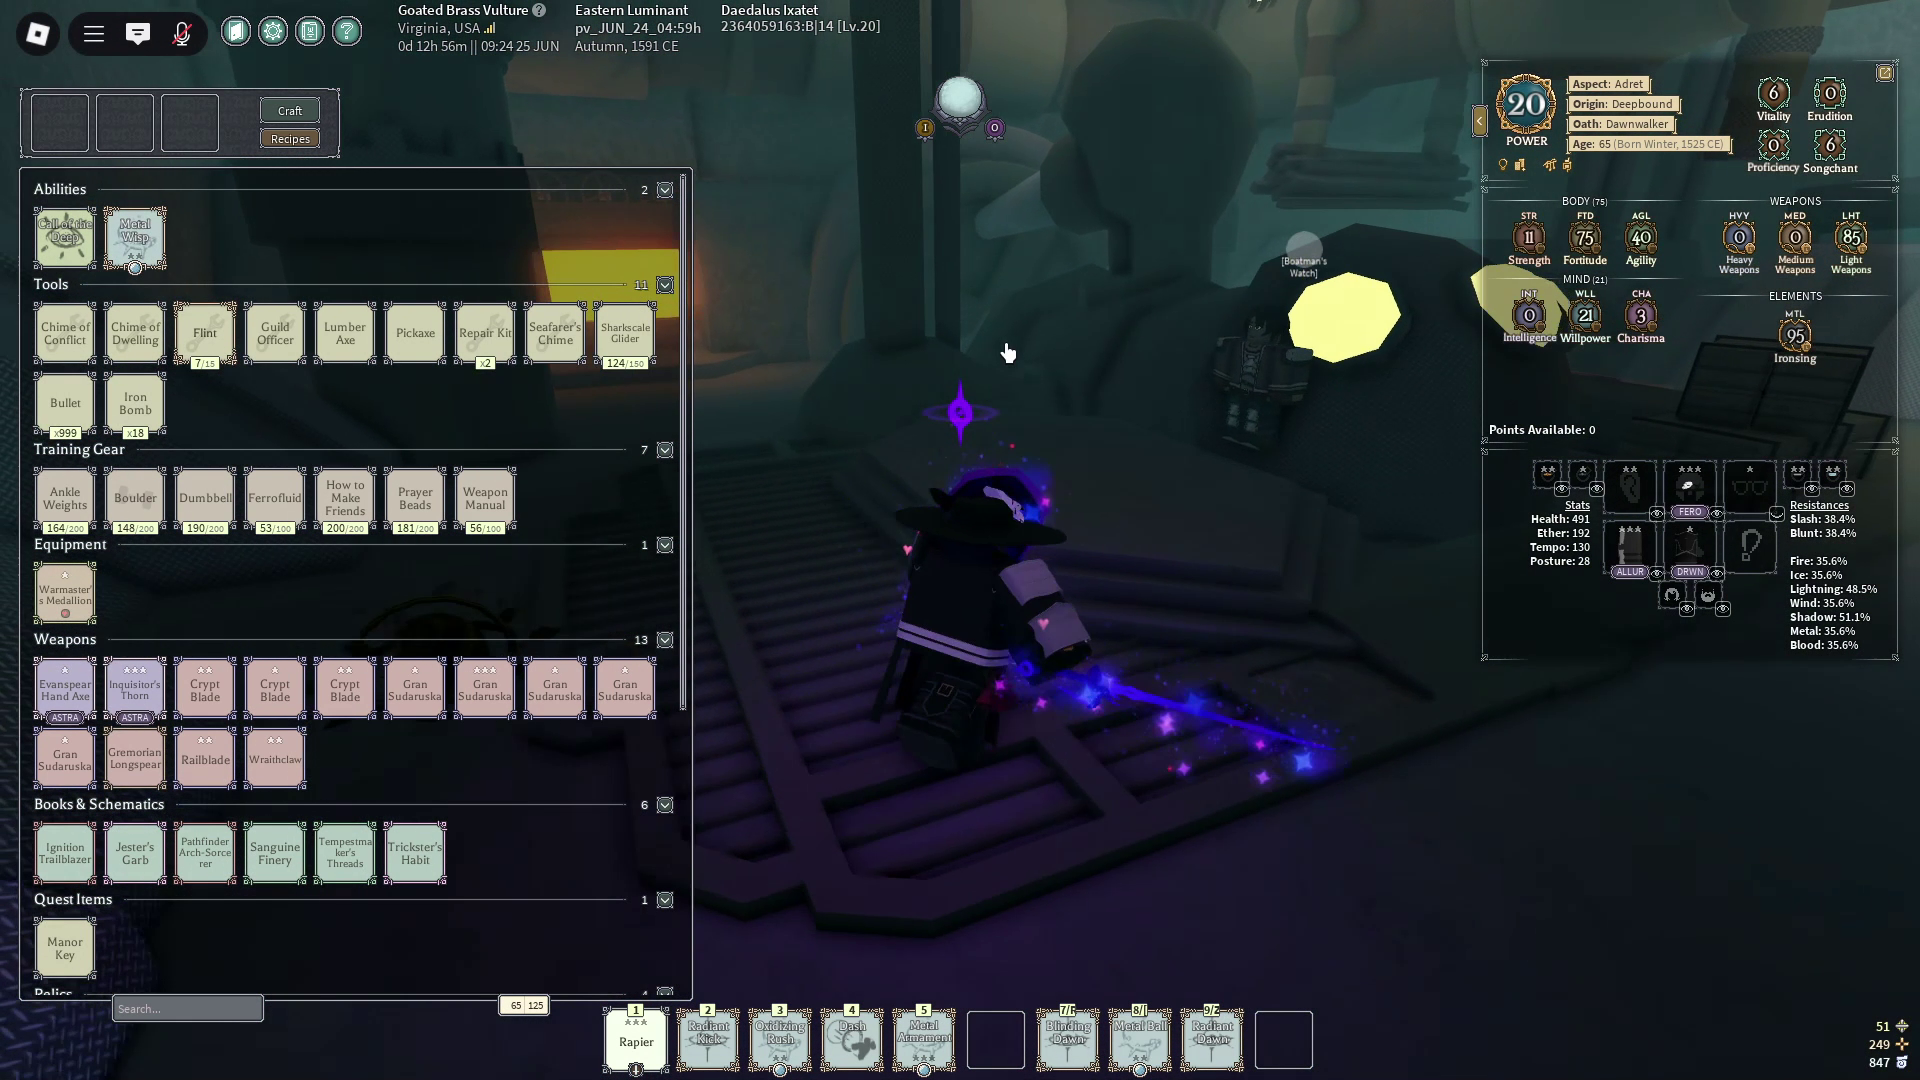 Goated Brass Vulture
Virginia, USA
0d 12h 56m || 09:24 25 JUN
Eastern Luminant
pv_JUN_24_04:59h
Autumn, 1591 CE
Daedalus Ixatet
2364059163:B|14 [Lv.20]
Craft
Recipes
Abilities 2
Call of the Deep
Metal Wisp
Tools 11
Chime of Conflict
Chime of Dwelling
Flint
7/15
Guild Officer
Lumber Axe
Pickaxe
Repair Kit
x2
Seafarer's Chime
Sharkscale Glider
124/150
Bullet
x999
Iron Bomb
x18
Training Gear 7
Ankle Weights
164/200
Boulder
148/200
Dumbbell
190/200
Ferrofluid
53/100
How to Make Friends
200/200
Prayer Beads
181/200
Weapon Manual
56/100
Equipment 1
Warmaster's Medallion
Weapons 13
Evanspear Hand Axe
ASTRA
Inquisitor's Thorn
ASTRA
Crypt Blade
Crypt Blade
Crypt Blade
Gran Sudaruska
Gran Sudaruska
Gran Sudaruska
Gran Sudaruska
Gran Sudaruska
Gremorian Longspear
Railblade
Wraithclaw
Books & Schematics 6
Ignition Trailblazer
Jester's Garb
Pathfinder Arch-Sorcerer
Sanguine Finery
Tempestmaker's Threads
Trickster's Habit
Quest Items 1
Manor Key
Relics
Search...
65 125
I
O
[Boatman's Watch]
20
POWER
Aspect: Adret
Origin: Deepbound
Oath: Dawnwalker
Age: 65 (Born Winter, 1525 CE)
6
Vitality
0
Erudition
0
Proficiency
6
Songchant
BODY (75)
STR
11
Strength
FTD
75
Fortitude
AGL
40
Agility
MIND (21)
INT
0
Intelligence
WLL
21
Willpower
CHA
3
Charisma
WEAPONS
HVY
0
Heavy Weapons
MED
0
Medium Weapons
LHT
85
Light Weapons
ELEMENTS
MTL
95
Ironsing
Points Available: 0
FERO
ALLUR
DRWN
Stats
Health: 491
Ether: 192
Tempo: 130
Posture: 28
Resistances
Slash: 38.4%
Blunt: 38.4%
Fire: 35.6%
Ice: 35.6%
Lightning: 48.5%
Wind: 35.6%
Shadow: 51.1%
Metal: 35.6%
Blood: 35.6%
1
Rapier
2
Radiant Kick
3
Oxidizing Rush
4
Dash
5
Metal Armament
Blinding Dawn
Metal Ball
9/Z
Radiant Dawn
51
249
847